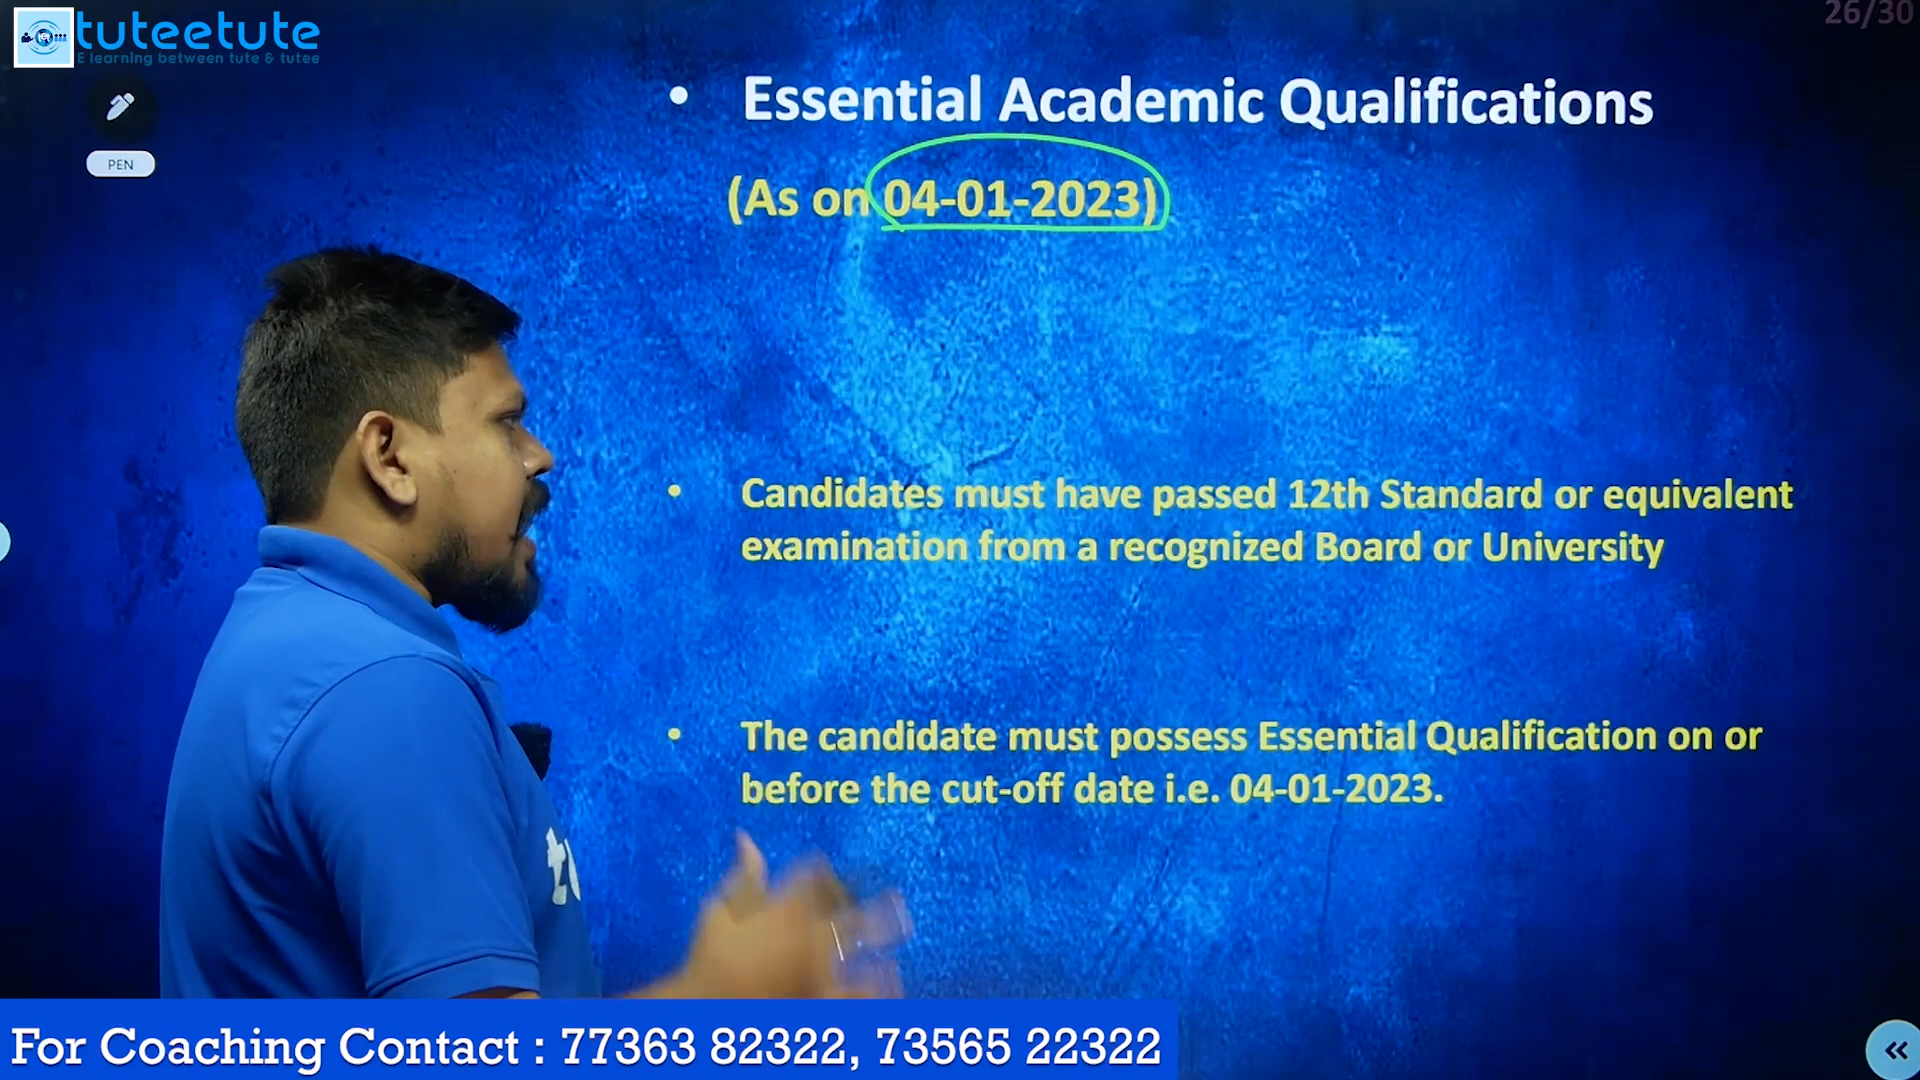 tuteetute
E learning between tute & tutee
26/30
PEN
• Essential Academic Qualifications
(As on 04-01-2023)
• Candidates must have passed 12th Standard or equivalent
examination from a recognized Board or University
• The candidate must possess Essential Qualification on or
before the cut-off date i.e. 04-01-2023.
For Coaching Contact : 77363 82322, 73565 22322